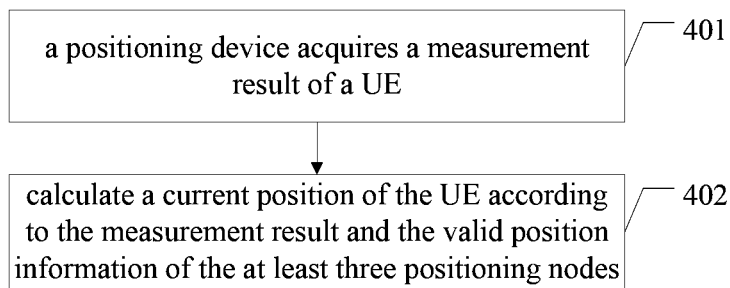 a positioning device acquires a measurement
result of a UE
401
calculate a current position of the UE according
to the measurement result and the valid position
information of the at least three positioning nodes
402